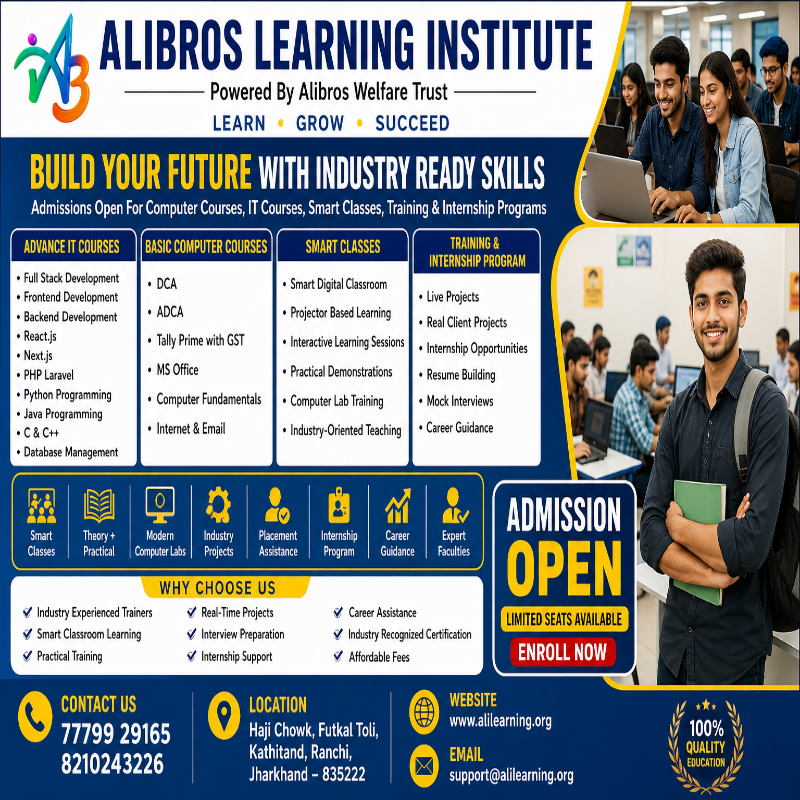 ALIBROS LEARNING INSTITUTE
Powered By Alibros Welfare Trust
LEARN • GROW • SUCCEED
BUILD YOUR FUTURE WITH INDUSTRY READY SKILLS
Admissions Open For Computer Courses, IT Courses, Smart Classes, Training & Internship Programs
ADVANCE IT COURSES
• Full Stack Development
• Frontend Development
• Backend Development
• React.js
• Next.js
• PHP Laravel
• Python Programming
• Java Programming
• C & C++
• Database Management
BASIC COMPUTER COURSES
• DCA
• ADCA
• Tally Prime with GST
• MS Office
• Computer Fundamentals
• Internet & Email
SMART CLASSES
• Smart Digital Classroom
• Projector Based Learning
• Interactive Learning Sessions
• Practical Demonstrations
• Computer Lab Training
• Industry-Oriented Teaching
TRAINING &
INTERNSHIP PROGRAM
• Live Projects
• Real Client Projects
• Internship Opportunities
• Resume Building
• Mock Interviews
• Career Guidance
Smart
Classes
Theory +
Practical
Modern
Computer Labs
Industry
Projects
Placement
Assistance
Internship
Program
Career
Guidance
Expert
Faculties
ADMISSION
OPEN
LIMITED SEATS AVAILABLE
ENROLL NOW
WHY CHOOSE US
Industry Experienced Trainers
Smart Classroom Learning
Practical Training
Real-Time Projects
Interview Preparation
Internship Support
Career Assistance
Industry Recognized Certification
Affordable Fees
CONTACT US
77799 29165
8210243226
LOCATION
Haji Chowk, Futkal Toli,
Kathitand, Ranchi,
Jharkhand – 835222
WEBSITE
www.alilearning.org
EMAIL
support@alilearning.org
100%
QUALITY
EDUCATION